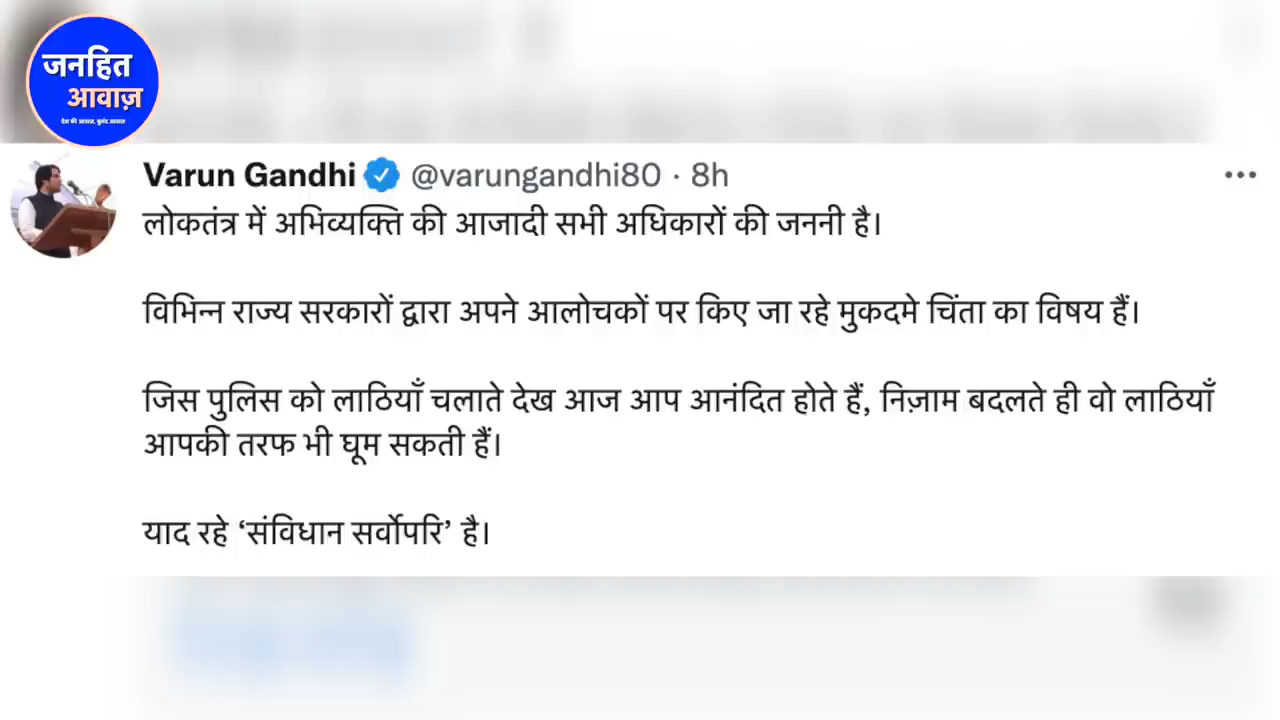 जनहित
आवाज़
देश की आवाज़, बुलंद आवाज़
Varun Gandhi @varungandhi80 · 8h
लोकतंत्र में अभिव्यक्ति की आजादी सभी अधिकारों की जननी है।
विभिन्न राज्य सरकारों द्वारा अपने आलोचकों पर किए जा रहे मुकदमे चिंता का विषय हैं।
जिस पुलिस को लाठियाँ चलाते देख आज आप आनंदित होते हैं, निज़ाम बदलते ही वो लाठियाँ
आपकी तरफ भी घूम सकती हैं।
याद रहे ‘संविधान सर्वोपरि’ है।